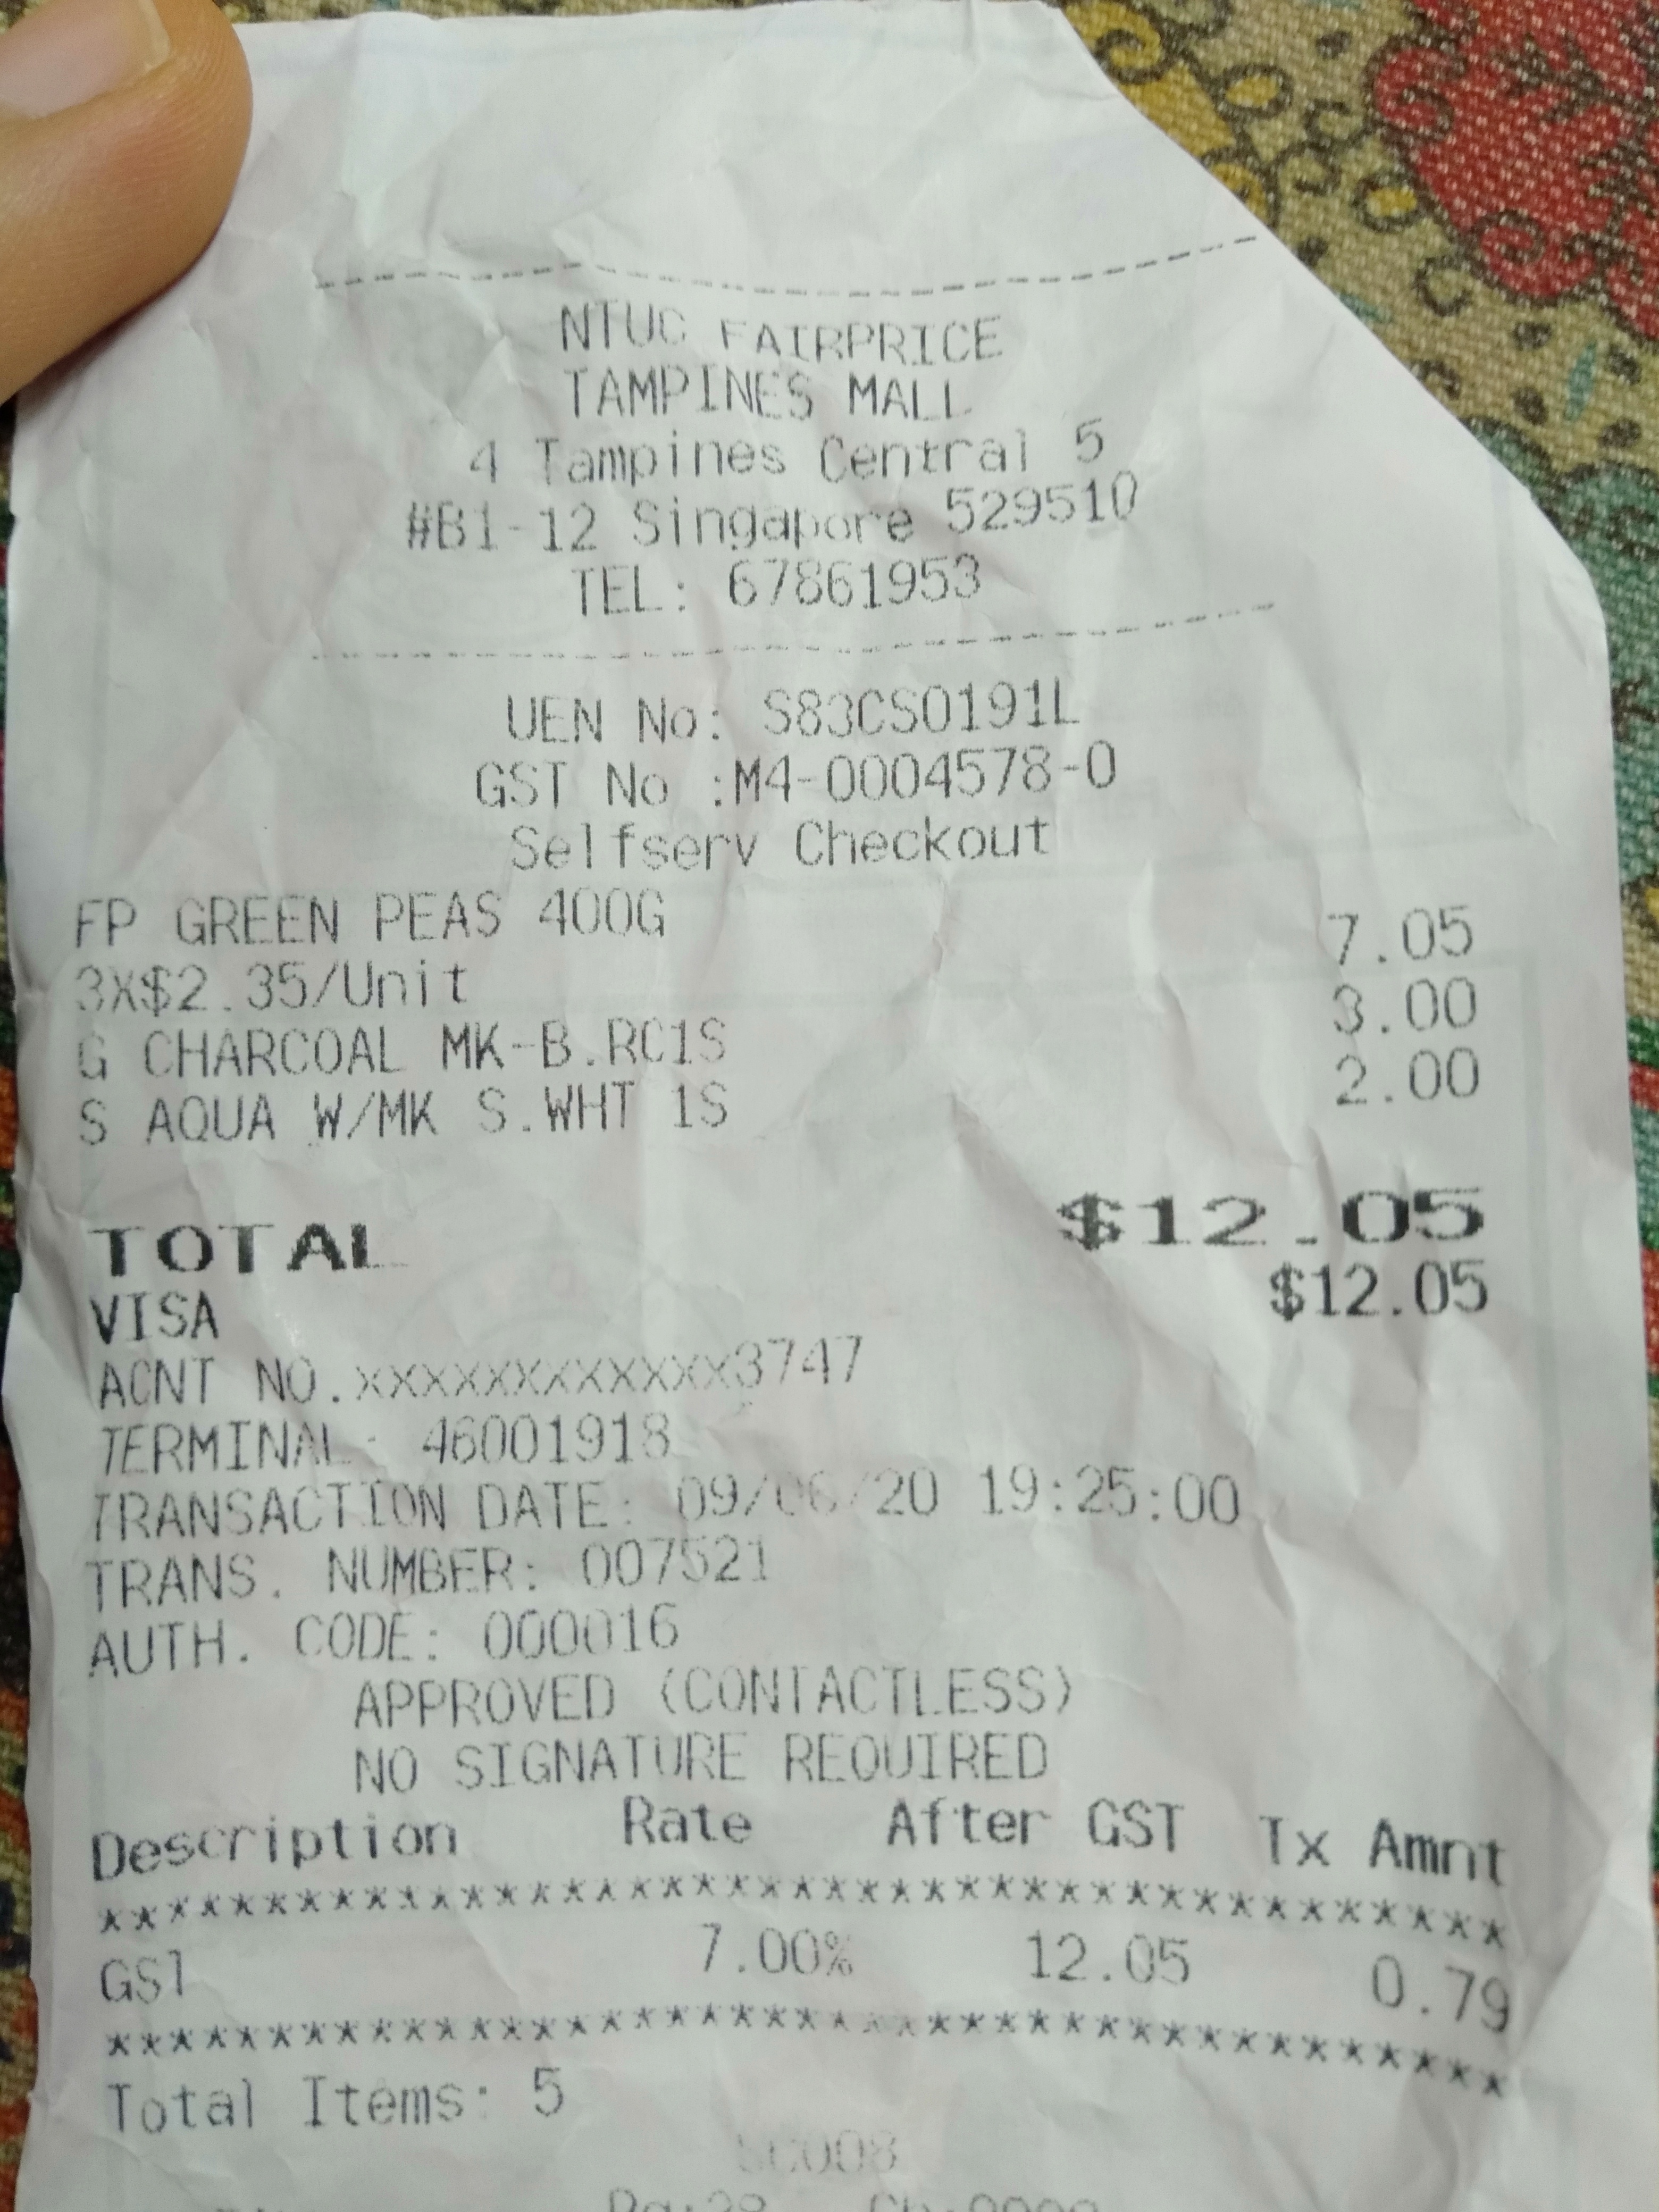 NTUC FAIRPRICE
TAMPINES MALL
4 Tampines Central 5
#B1-12 Singapore 529510
TEL: 67861953
UEN No: S83CS0191L
GST No :M4-0004578-0
Selfserv Checkout
FP GREEN PEAS 400G 7.05
3X$2.35/Unit
G CHARCOAL MK-B.RC1S 3.00
S AQUA W/MK S.WHT 1S 2.00
TOTAL $12.05
VISA $12.05
ACNT NO.xxxxxxxxxxxx3747
TERMINAL: 46001918
TRANSACTION DATE: 09/06/20 19:25:00
TRANS. NUMBER: 007521
AUTH. CODE: 000016
APPROVED (CONTACTLESS)
NO SIGNATURE REQUIRED
Description Rate After GST Tx Amnt
****************************************
GST 7.00% 12.05 0.79
****************************************
Total Items: 5